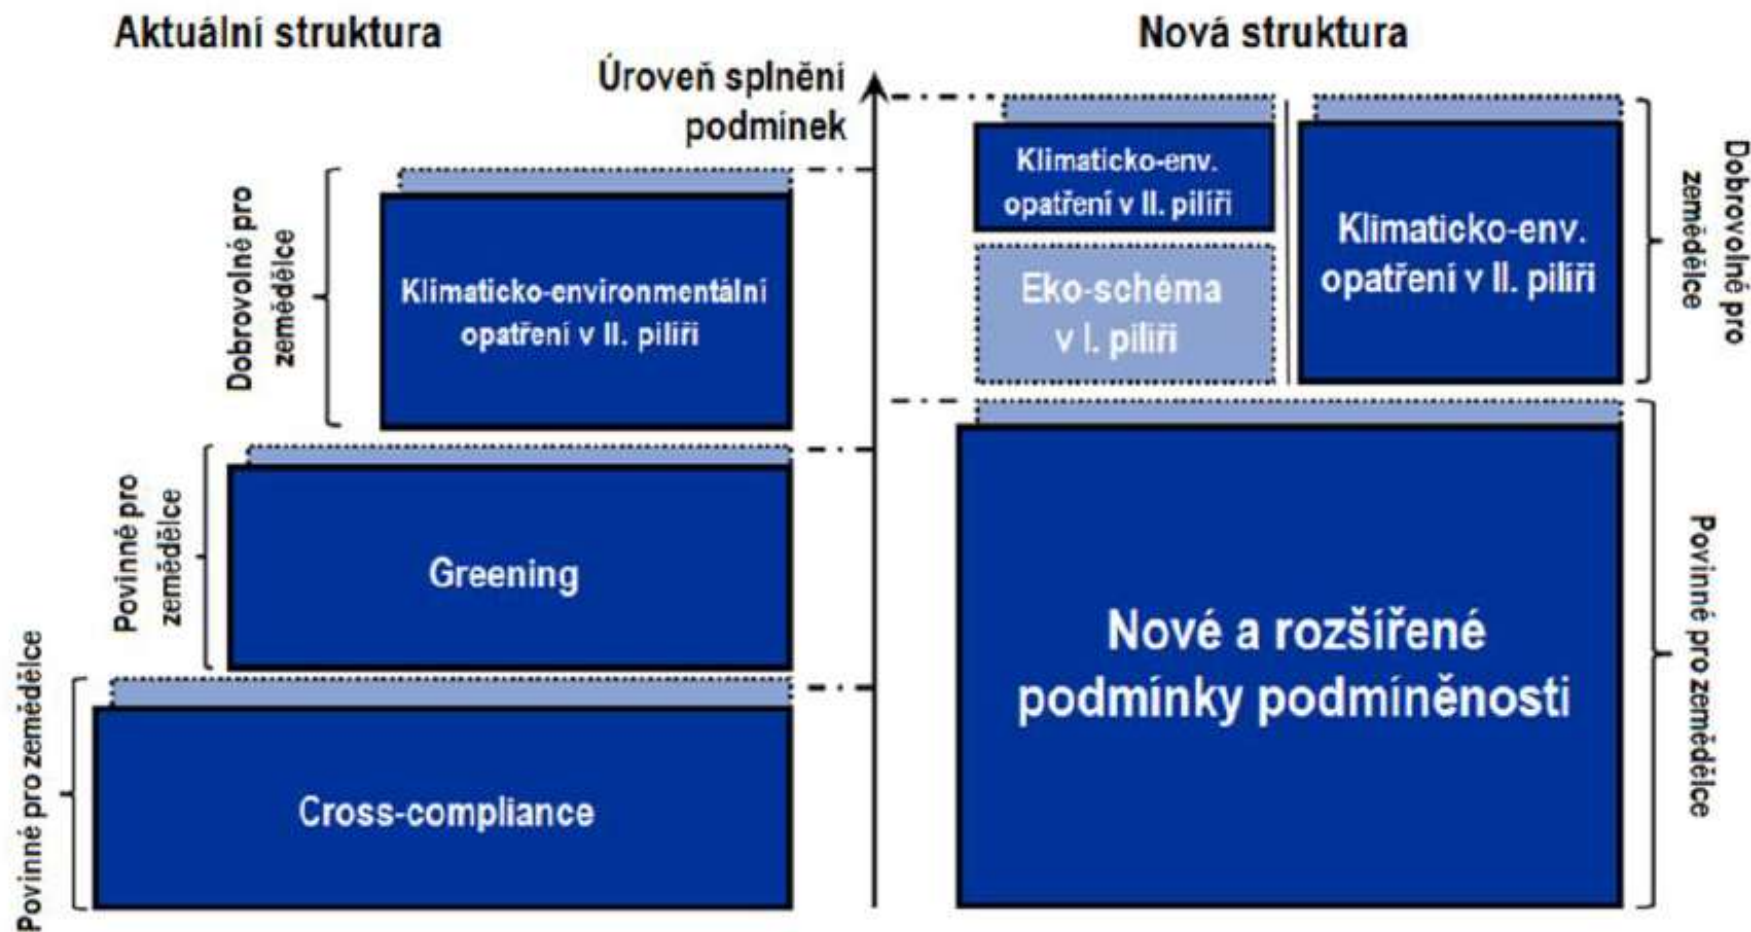 Aktuální struktura
Nová struktura
Úroveň splnění
podmínek
Dobrovolné pro
zemědělce
Klimaticko-environmentální
opatření v II. pilíři
Povinné pro
zemědělce
Greening
Povinné pro zemědělce
Cross-compliance
Klimaticko-env.
opatření v II. pilíři
Eko-schéma
v I. pilíři
Klimaticko-env.
opatření v II. pilíři
Dobrovolné pro
zemědělce
Nové a rozšířené
podmínky podmíněnosti
Povinné pro zemědělce